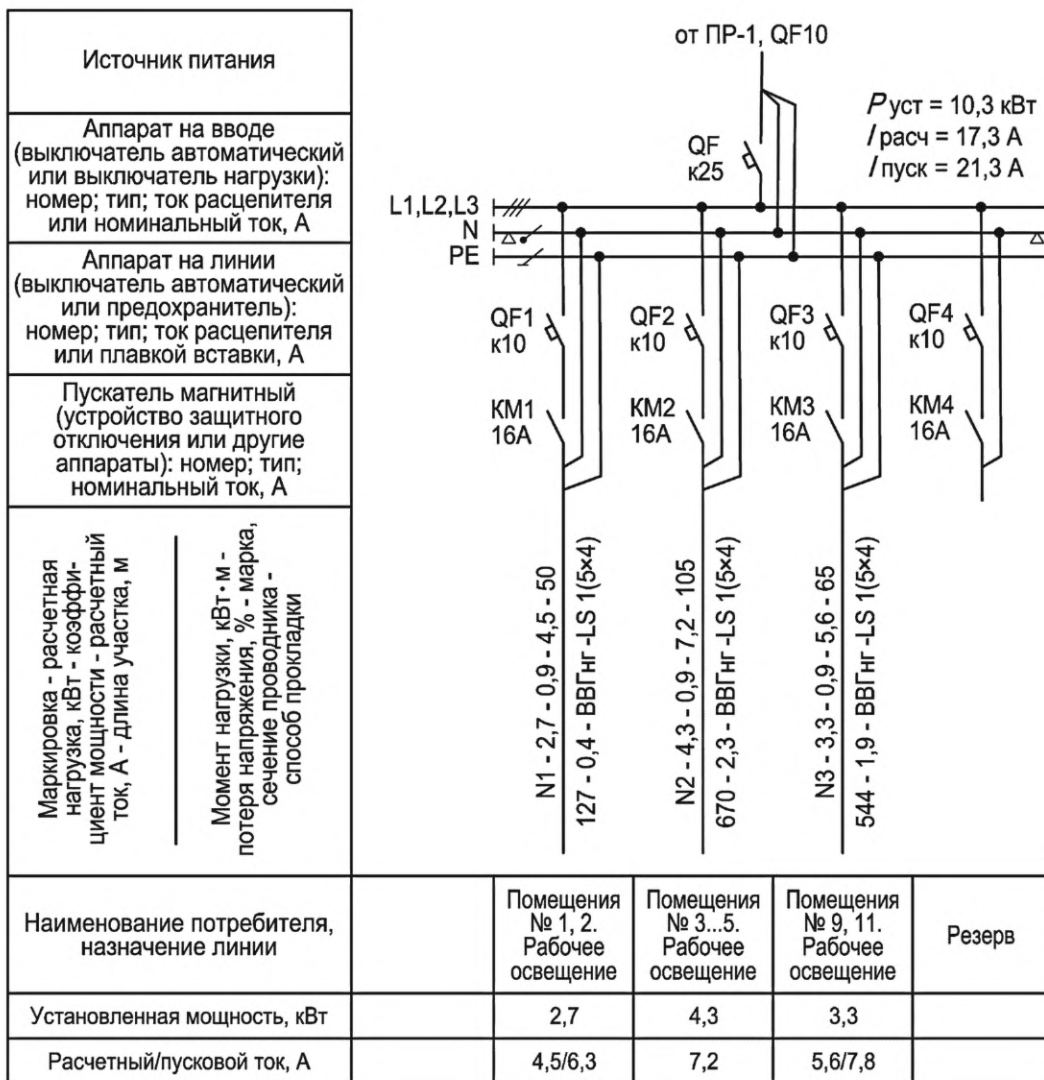 Источник питания
от ПР-1, QF10
Аппарат на вводе
(выключатель автоматический
или выключатель нагрузки):
номер; тип; ток расцепителя
или номинальный ток, А
QF
к25
Pуст = 10,3 кВт
Iрасч = 17,3 А
Iпуск = 21,3 А
L1,L2,L3
N
PE
Аппарат на линии
(выключатель автоматический
или предохранитель):
номер; тип; ток расцепителя
или плавкой вставки, А
QF1
к10
QF2
к10
QF3
к10
QF4
к10
Пускатель магнитный
(устройство защитного
отключения или другие
аппараты): номер; тип;
номинальный ток, А
КМ1
16А
КМ2
16А
КМ3
16А
КМ4
16А
Маркировка - расчетная
нагрузка, кВт - коэффи-
циент мощности - расчетный
ток, А - длина участка, м
Момент нагрузки, кВт·м -
потеря напряжения, % - марка,
сечение проводника -
способ прокладки
N1 - 2,7 - 0,9 - 4,5 - 50
127 - 0,4 - ВВГнг -LS 1(5×4)
N2 - 4,3 - 0,9 - 7,2 - 105
670 - 2,3 - ВВГнг -LS 1(5×4)
N3 - 3,3 - 0,9 - 5,6 - 65
544 - 1,9 - ВВГнг -LS 1(5×4)
Наименование потребителя,
назначение линии
Помещения
№ 1, 2.
Рабочее
освещение
Помещения
№ 3...5.
Рабочее
освещение
Помещения
№ 9, 11.
Рабочее
освещение
Резерв
Установленная мощность, кВт
2,7
4,3
3,3
Расчетный/пусковой ток, А
4,5/6,3
7,2
5,6/7,8